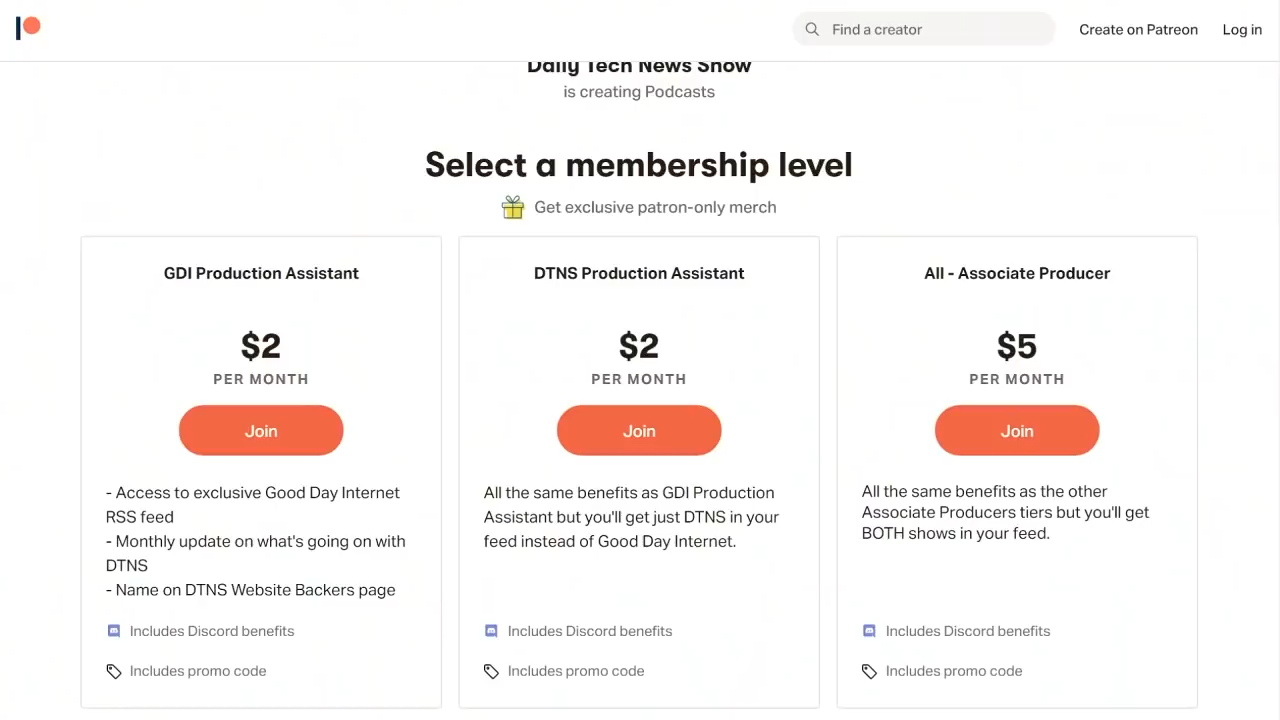 Find a creator
Create on Patreon
Log in
Daily Tech News Show
is creating Podcasts
Select a membership level
Get exclusive patron-only merch
GDI Production Assistant
$2
PER MONTH
Join
- Access to exclusive Good Day Internet
RSS feed
- Monthly update on what's going on with
DTNS
- Name on DTNS Website Backers page
Includes Discord benefits
Includes promo code
DTNS Production Assistant
$2
PER MONTH
Join
All the same benefits as GDI Production
Assistant but you'll get just DTNS in your
feed instead of Good Day Internet.
Includes Discord benefits
Includes promo code
All - Associate Producer
$5
PER MONTH
Join
All the same benefits as the other
Associate Producers tiers but you'll get
BOTH shows in your feed.
Includes Discord benefits
Includes promo code